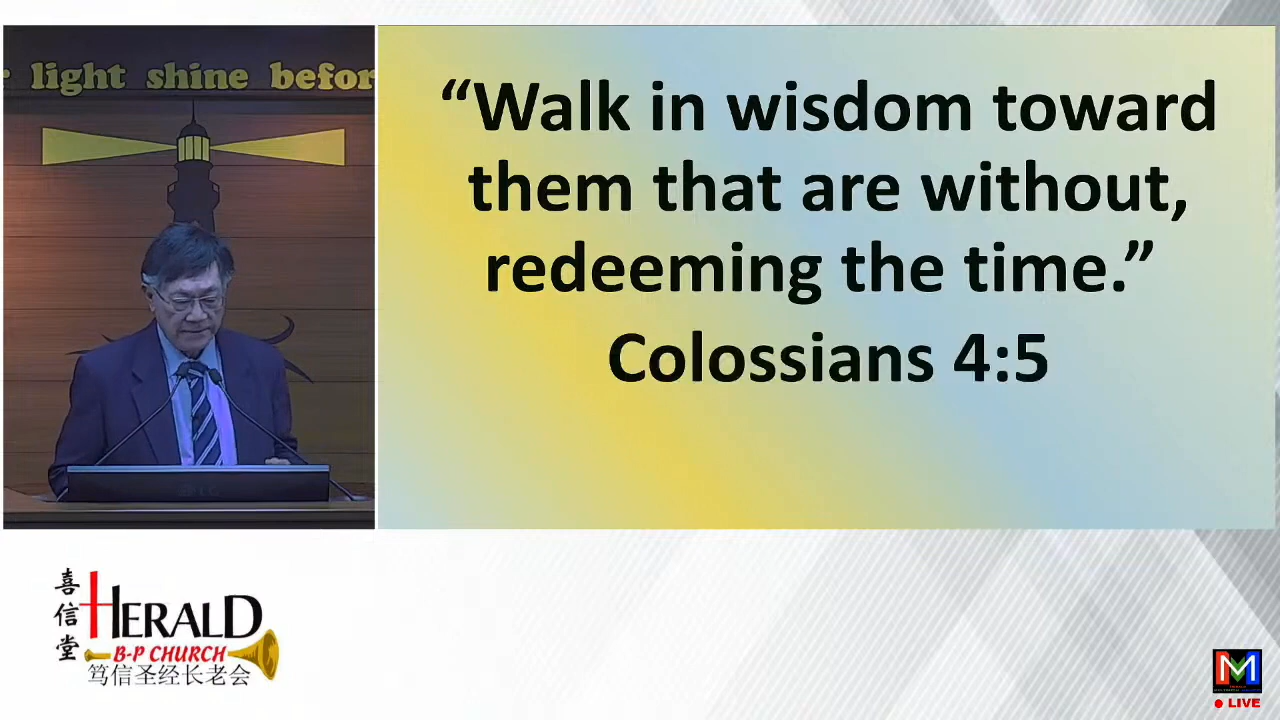 light shine befor
“Walk in wisdom toward
them that are without,
redeeming the time.”
Colossians 4:5
喜信堂
HERALD
B-P CHURCH
笃信圣经长老会
M
LIVE